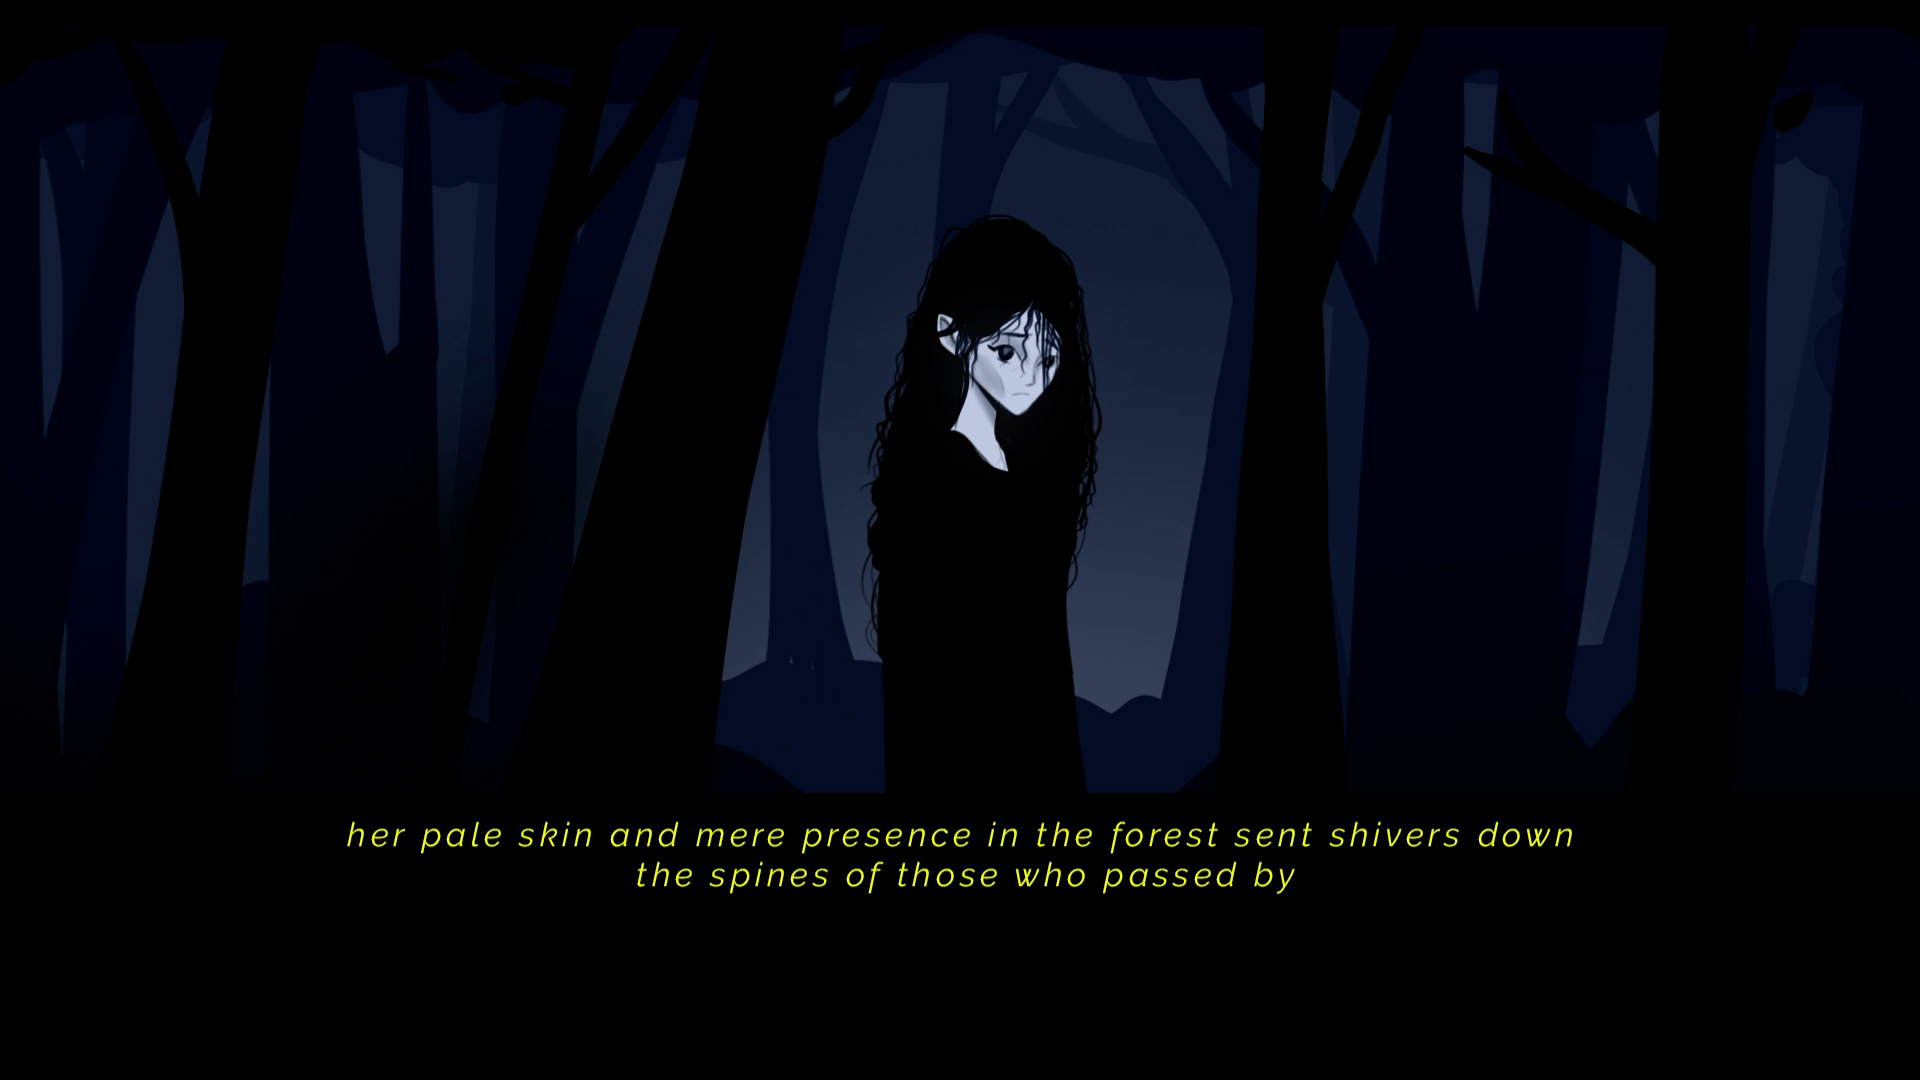 her pale skin and mere presence in the forest sent shivers down
the spines of those who passed by